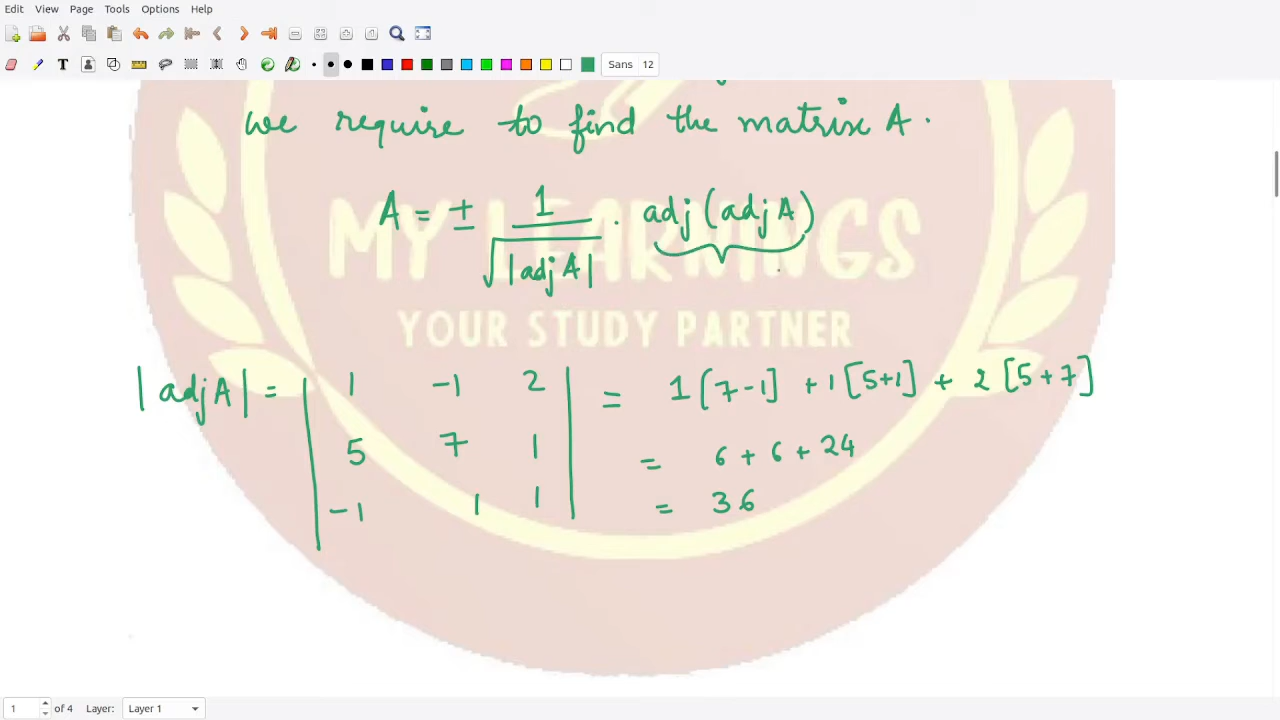 Edit View Page Tools Options Help
Sans 12
we require to find the matrix A.
A = ± 1/√|adj A| . adj (adj A)
MY LEARNINGS
YOUR STUDY PARTNER
|adj A| = | 1 -1 2 | = 1[7-1] +1[5+1] + 2[5+7]
5 7 1 = 6 + 6 + 24
-1 1 1 = 36
1 of 4 Layer: Layer 1